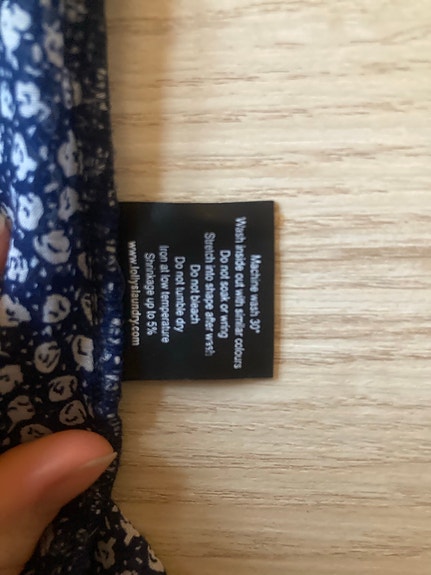 Machine wash 30°
Wash inside out with similar colours
Do not soak or wring
Stretch into shape after wash
Do not bleach
Do not tumble dry
Iron at low temperature
Shrinkage up to 5%
www.lollyslaundry.com